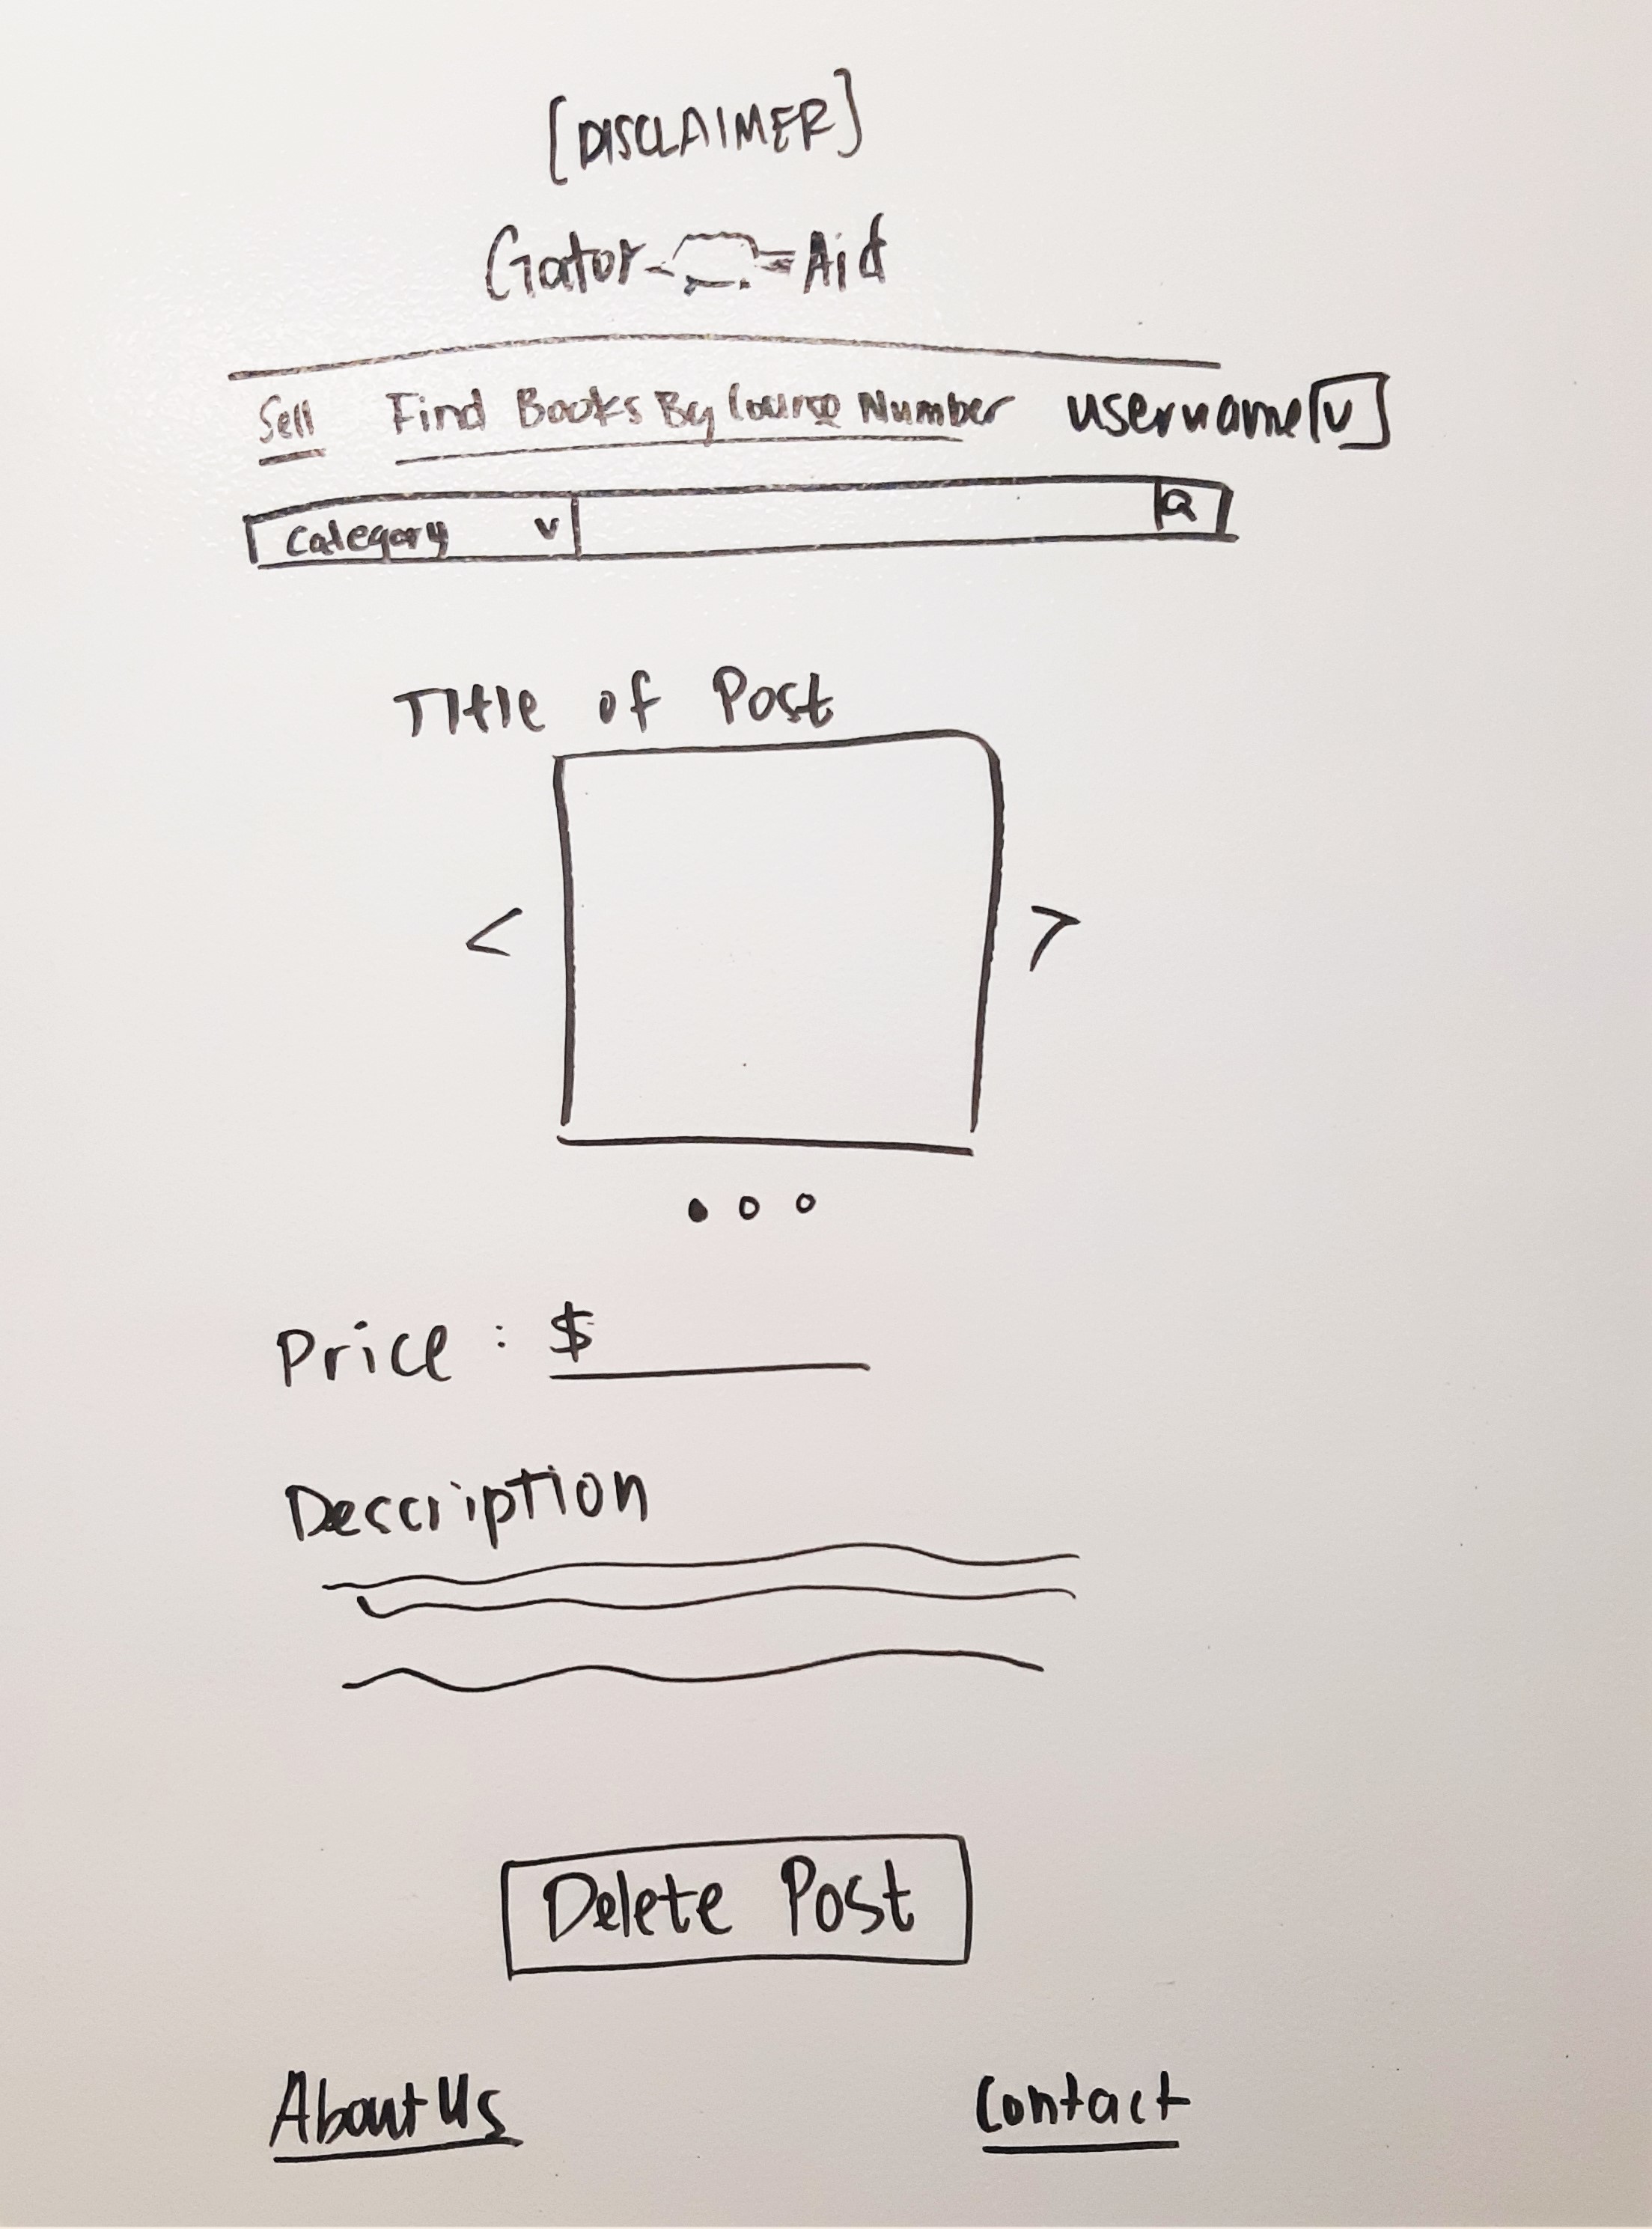 [DISCLAIMER]
Gator Aid
Sell Find Books By Course Number username [v]
Category v Q
Title of Post
< >
Price : $
Description
Delete Post
About Us Contact